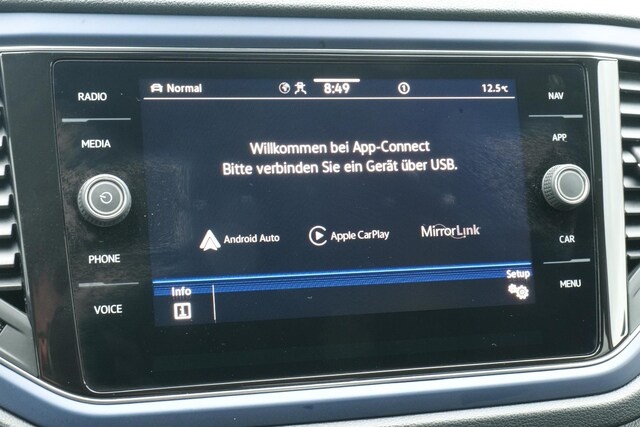 RADIO
MEDIA
PHONE
VOICE
Normal
8:49
1
12.5°C
Willkommen bei App-Connect
Bitte verbinden Sie ein Gerät über USB.
Android Auto
Apple CarPlay
MirrorLink
Info
Setup
NAV
APP
CAR
MENU